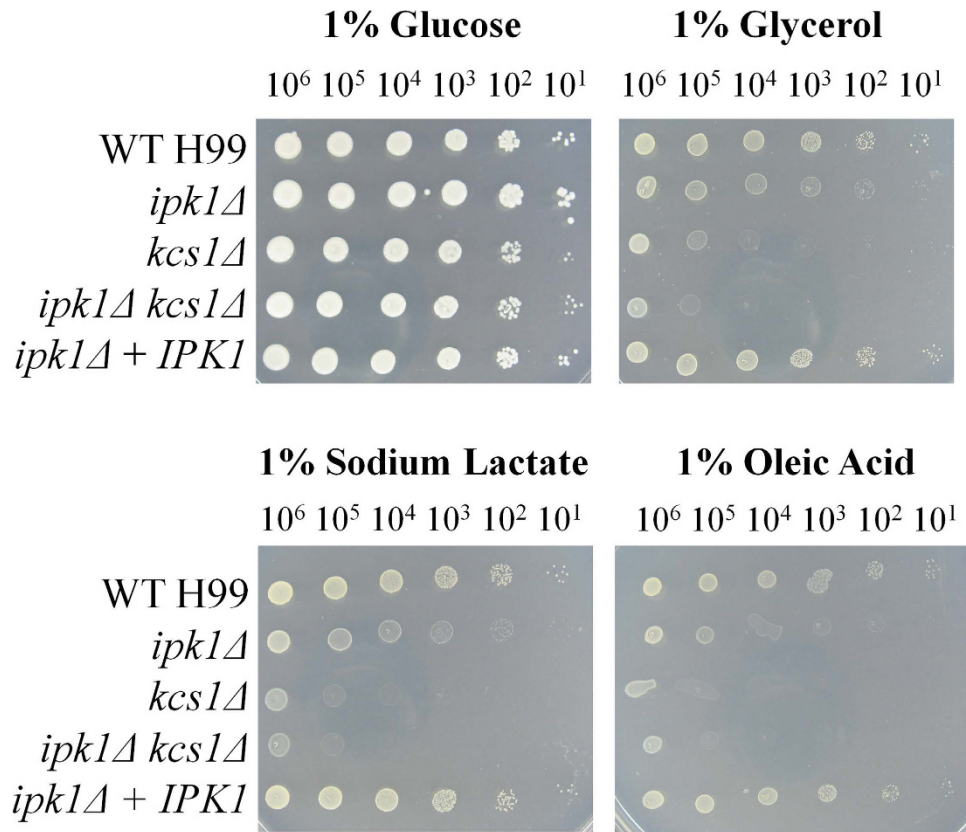 1% Glucose 1% Glycerol
10⁶ 10⁵ 10⁴ 10³ 10² 10¹ 10⁶ 10⁵ 10⁴ 10³ 10² 10¹
WT H99
ipk1Δ
kcs1Δ
ipk1Δ kcs1Δ
ipk1Δ + IPK1
1% Sodium Lactate 1% Oleic Acid
10⁶ 10⁵ 10⁴ 10³ 10² 10¹ 10⁶ 10⁵ 10⁴ 10³ 10² 10¹
WT H99
ipk1Δ
kcs1Δ
ipk1Δ kcs1Δ
ipk1Δ + IPK1